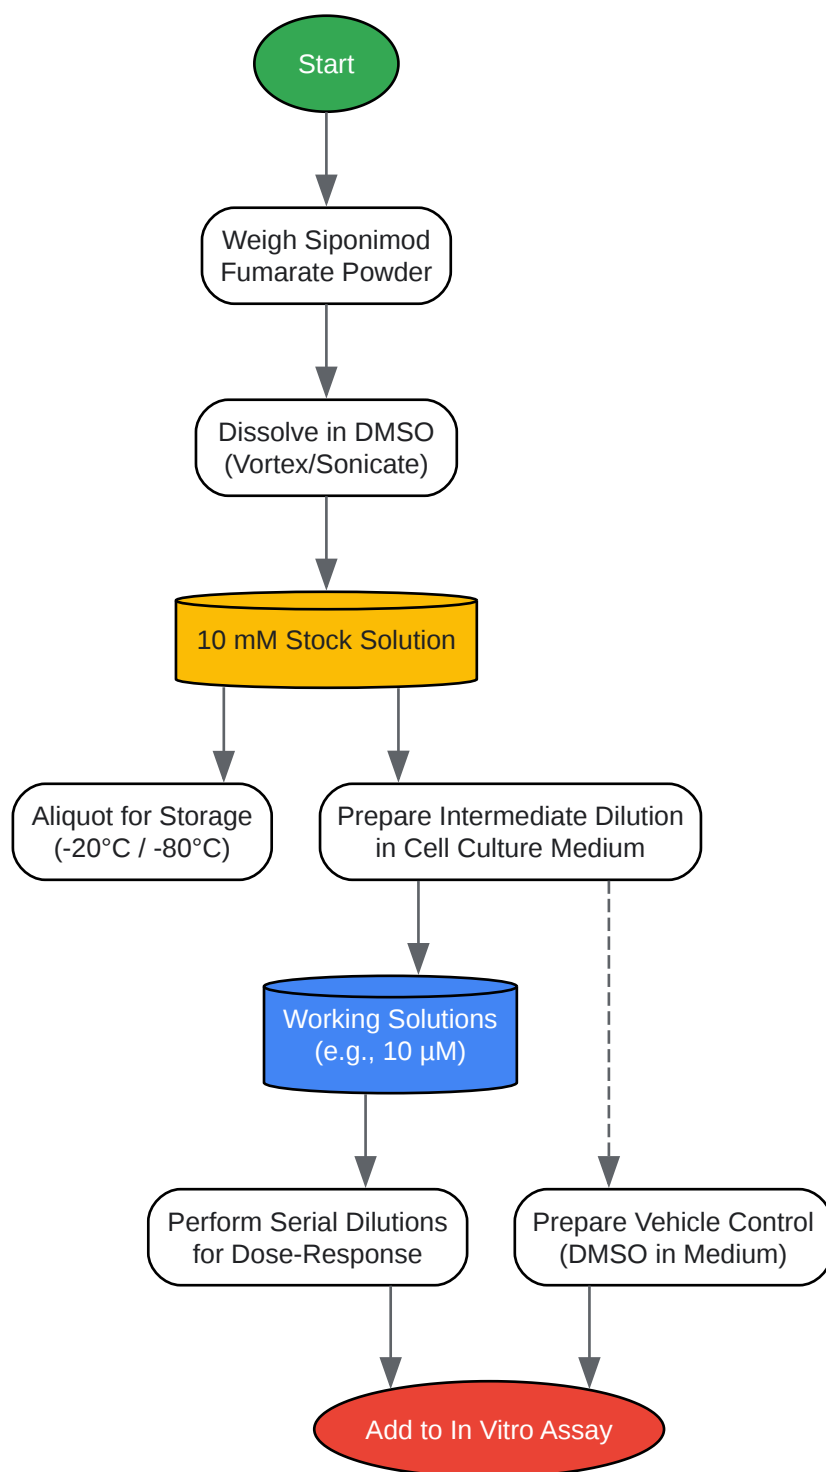 Start
Weigh Siponimod
Fumarate Powder
Dissolve in DMSO
(Vortex/Sonicate)
10 mM Stock Solution
Aliquot for Storage
(-20°C / -80°C)
Prepare Intermediate Dilution
in Cell Culture Medium
Working Solutions
(e.g., 10 µM)
Perform Serial Dilutions
for Dose-Response
Prepare Vehicle Control
(DMSO in Medium)
Add to In Vitro Assay